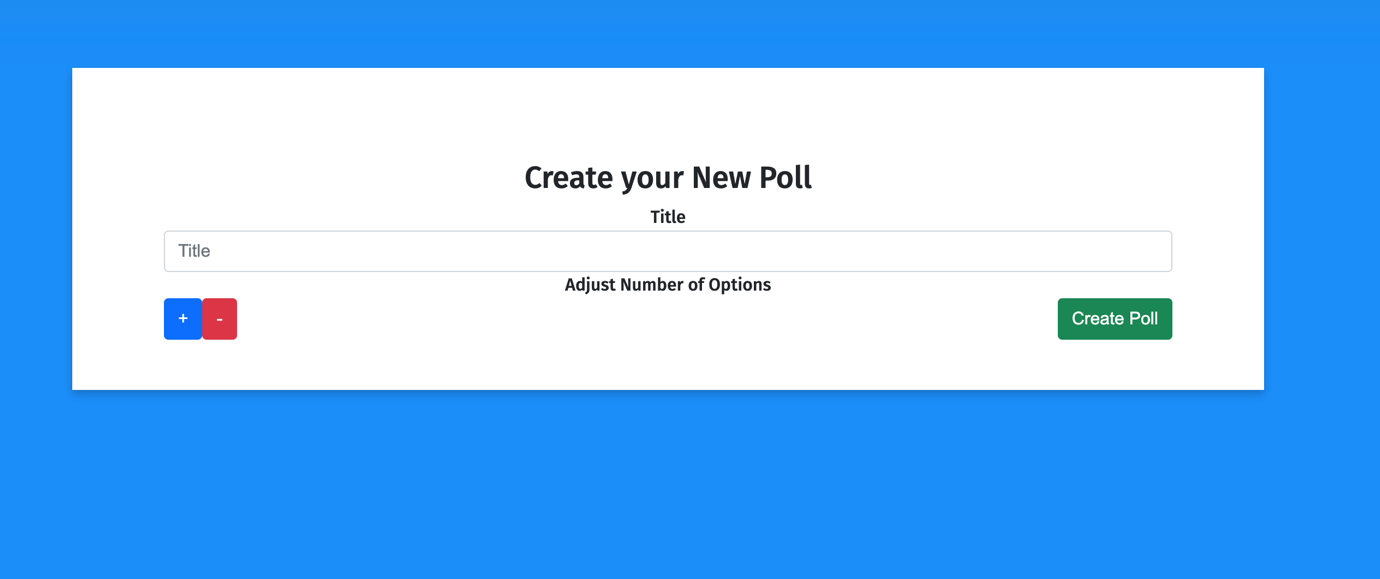 Create your New Poll
Title
Title
Adjust Number of Options
+ - Create Poll